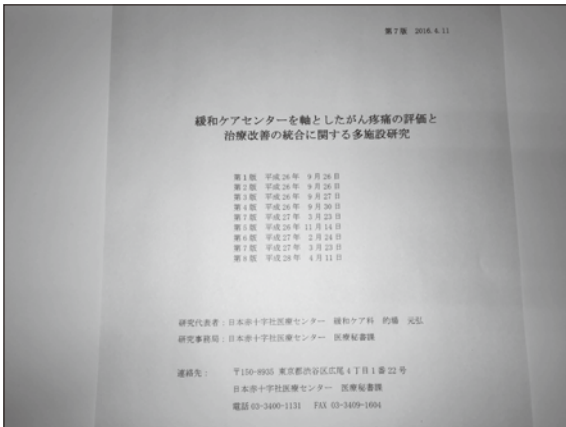 第7版 2016.4.11
緩和ケアセンターを軸としたがん疼痛の評価と
治療改善の統合に関する多施設研究
第1版 平成26年 9月26日
第2版 平成26年 9月26日
第3版 平成26年 9月27日
第4版 平成26年 9月30日
第7版 平成27年 3月23日
第5版 平成26年 11月14日
第6版 平成27年 2月24日
第7版 平成27年 3月23日
第8版 平成28年 4月11日
研究代表者:日本赤十字社医療センター 緩和ケア科 的場 元弘
研究事務局:日本赤十字社医療センター 医療秘書課
連絡先: 〒150-8935 東京都渋谷区広尾4丁目1番22号
日本赤十字社医療センター 医療秘書課
電話 03-3400-1131 FAX 03-3409-1604